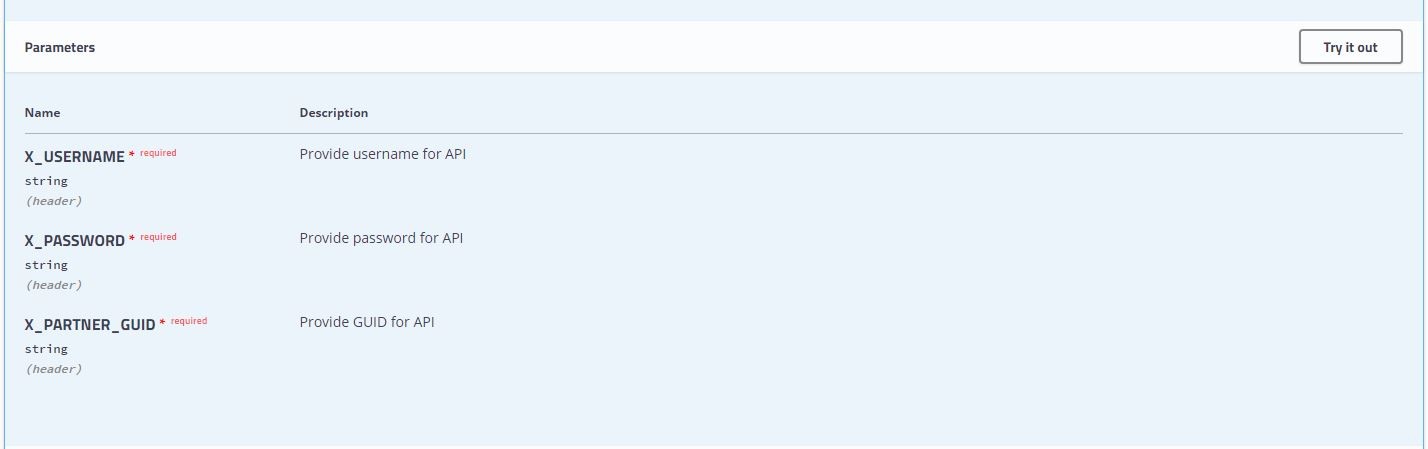 Parameters
Try it out
Name
Description
X_USERNAME * required
Provide username for API
string
(header)
X_PASSWORD * required
Provide password for API
string
(header)
X_PARTNER_GUID * required
Provide GUID for API
string
(header)